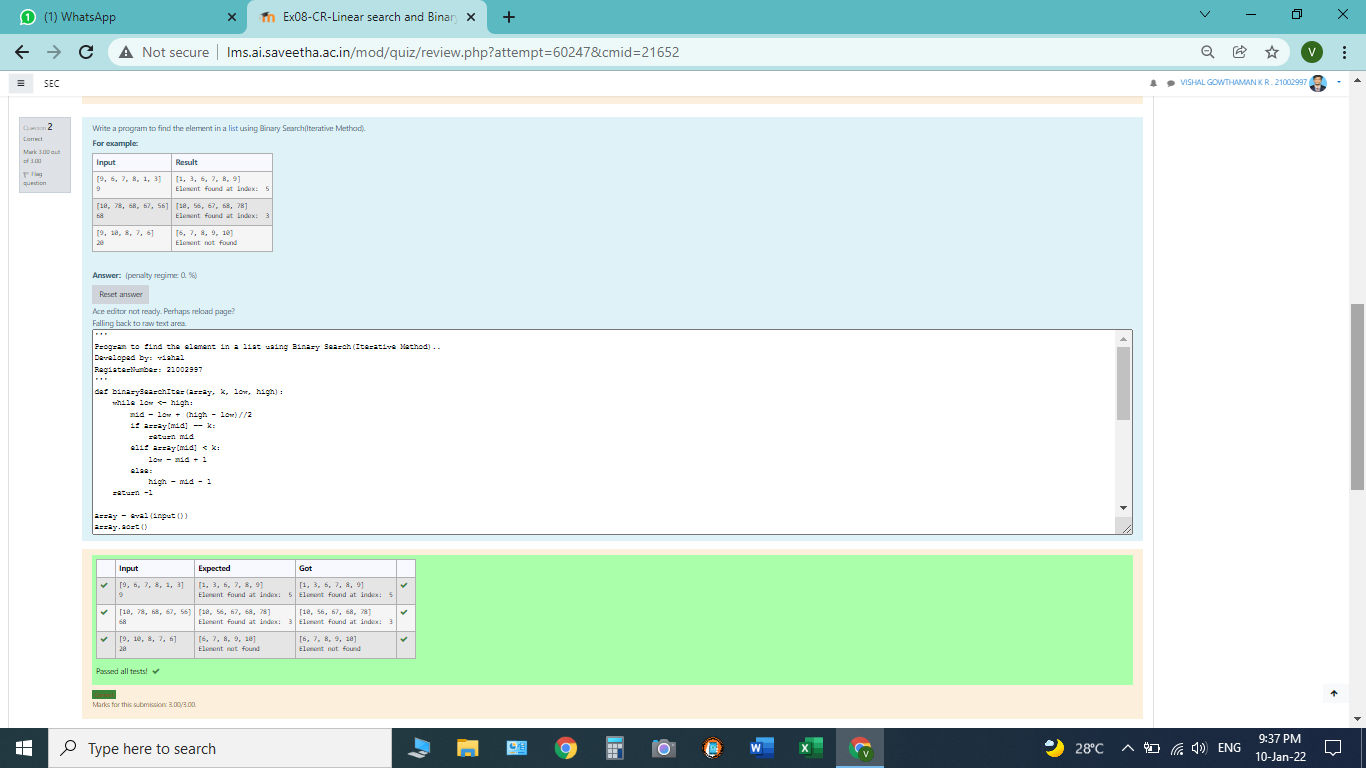 (1) WhatsApp
Ex08-CR-Linear search and Binar
Not secure
lms.ai.saveetha.ac.in/mod/quiz/review.php?attempt=60247&cmid=21652
V
SEC
VISHAL GOWTHAMAN K R . 21002997
Question 2
Correct
Mark 3.00 out
of 3.00
Flag
question
Write a program to find the element in a list using Binary Search(Iterative Method).
For example:
Input Result
[9, 6, 7, 8, 1, 3] [1, 3, 6, 7, 8, 9]
9 Element found at index: 5
[10, 78, 68, 67, 56] [10, 56, 67, 68, 78]
68 Element found at index: 3
[9, 10, 8, 7, 6] [6, 7, 8, 9, 10]
20 Element not found
Answer: (penalty regime: 0. %)
Reset answer
Ace editor not ready. Perhaps reload page?
Falling back to raw text area.
'''
Program to find the element in a list using Binary Search(Iterative Method)..
Developed by: vishal
RegisterNumber: 21002997
'''
def binarySearchIter(array, k, low, high):
while low <= high:
mid = low + (high - low)//2
if array[mid] == k:
return mid
elif array[mid] < k:
low = mid + 1
else:
high = mid - 1
return -1
array = eval(input())
array.sort()
Input Expected Got
[9, 6, 7, 8, 1, 3] [1, 3, 6, 7, 8, 9] [1, 3, 6, 7, 8, 9]
9 Element found at index: 5 Element found at index: 5
[10, 78, 68, 67, 56] [10, 56, 67, 68, 78] [10, 56, 67, 68, 78]
68 Element found at index: 3 Element found at index: 3
[9, 10, 8, 7, 6] [6, 7, 8, 9, 10] [6, 7, 8, 9, 10]
20 Element not found Element not found
Passed all tests!
Marks for this submission: 3.00/3.00.
Type here to search
28°C
ENG
9:37 PM
10-Jan-22